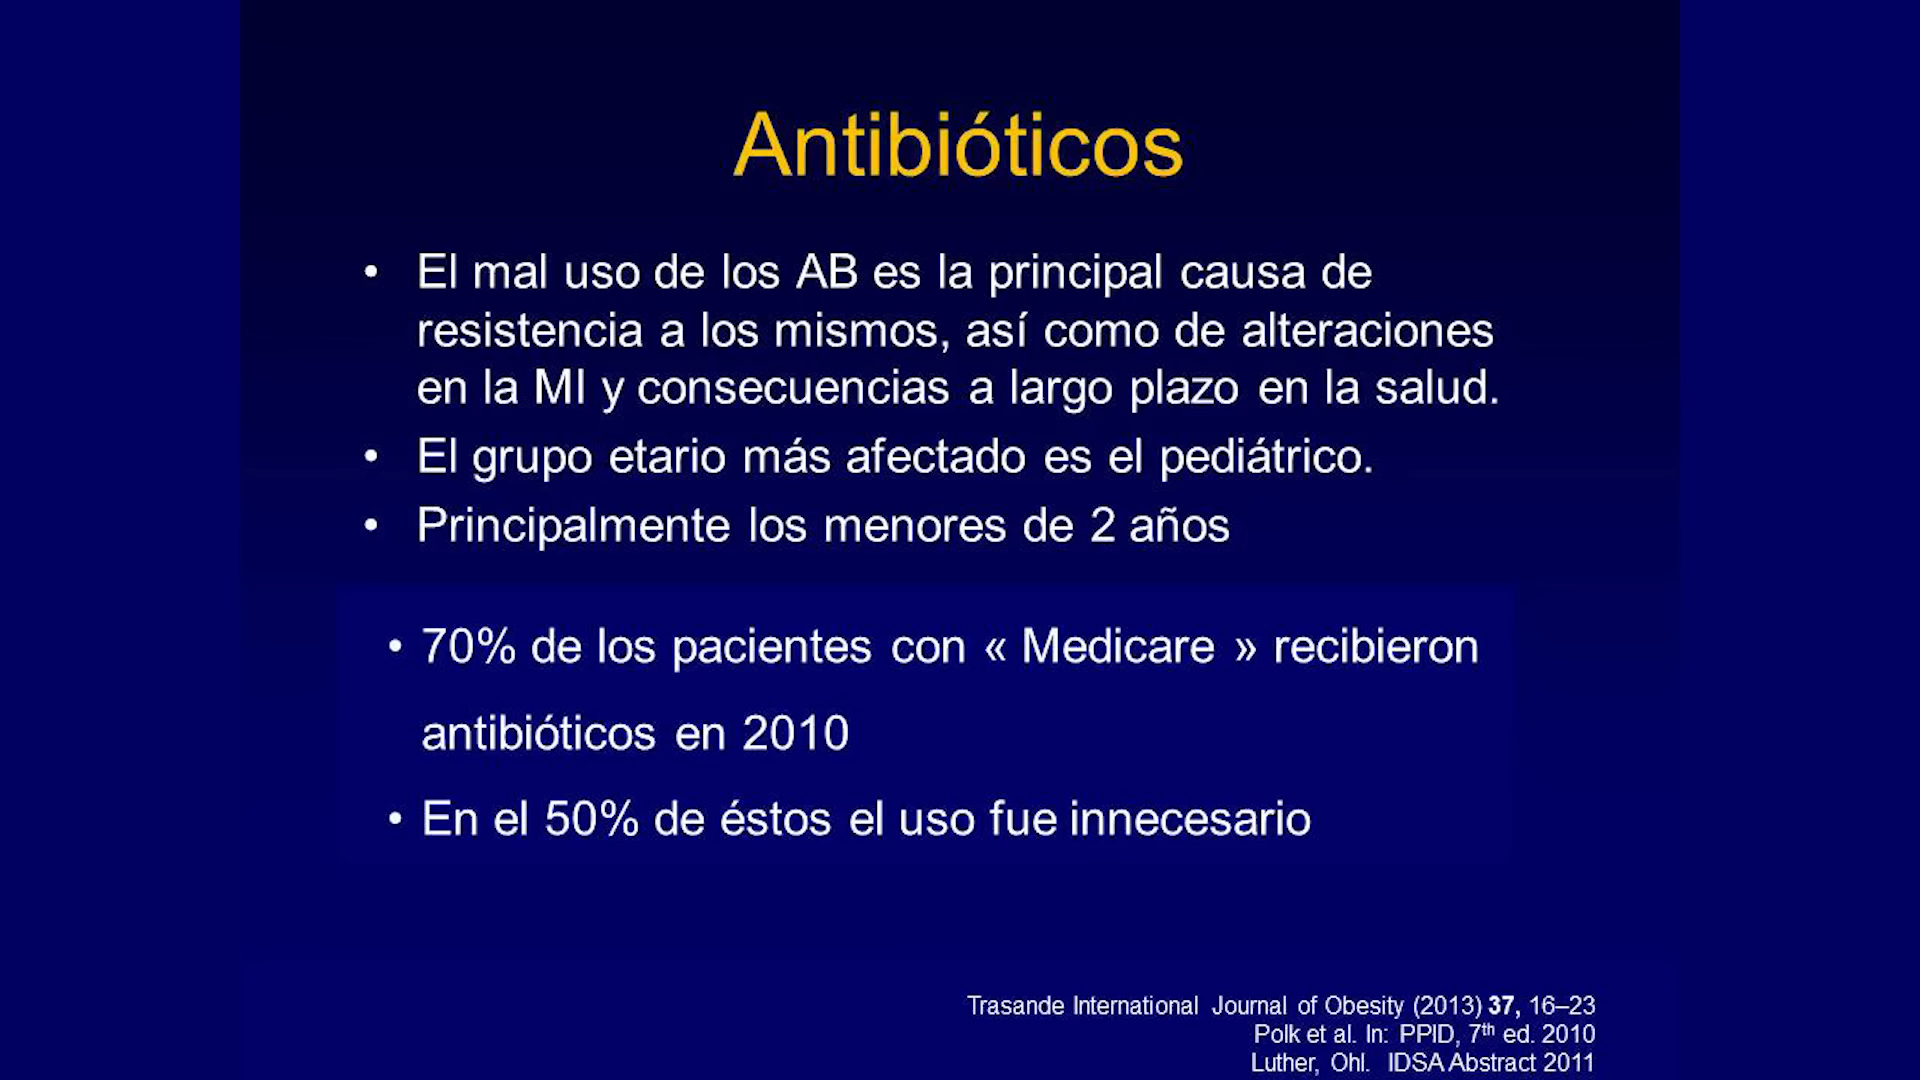 Antibióticos
• El mal uso de los AB es la principal causa de
resistencia a los mismos, así como de alteraciones
en la MI y consecuencias a largo plazo en la salud.
• El grupo etario más afectado es el pediátrico.
• Principalmente los menores de 2 años
• 70% de los pacientes con « Medicare » recibieron
antibióticos en 2010
• En el 50% de éstos el uso fue innecesario
Trasande International Journal of Obesity (2013) 37, 16–23
Polk et al. In: PPID, 7th ed. 2010
Luther, Ohl. IDSA Abstract 2011